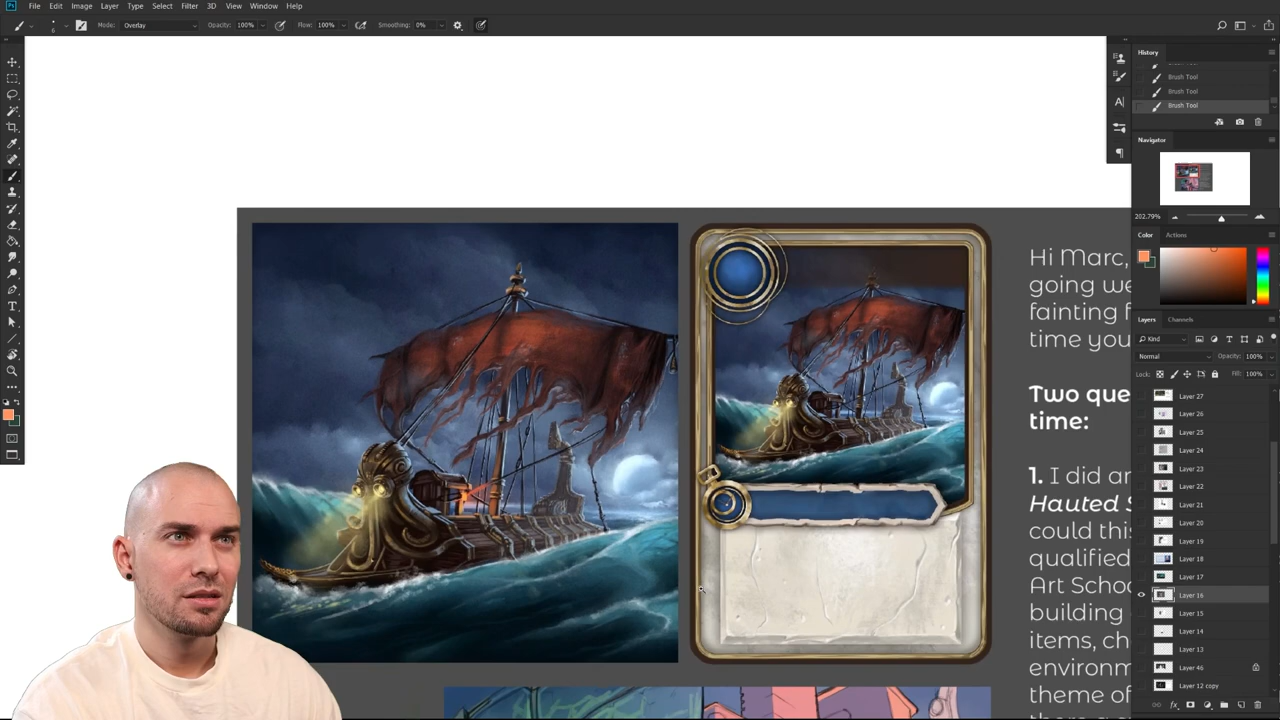 Ps File Edit Image Layer Type Select Filter 3D View Window Help
6 Mode: Overlay Opacity: 100% Flow: 100% Smoothing: 0%
History
Brush Tool
Brush Tool
Brush Tool
Navigator
202.79%
Color Actions
Layers Channels
Kind
Normal Opacity: 100%
Lock: Fill: 100%
Layer 27
Layer 26
Layer 25
Layer 24
Layer 23
Layer 22
Layer 21
Layer 20
Layer 19
Layer 18
Layer 17
Layer 16
Layer 15
Layer 14
Layer 13
Layer 46
Layer 12 copy
fx
Hi Marc,
going we
fainting f
time you
Two que
time:
1. I did an
Hauted S
could this
qualified
Art Schoo
building
items, ch
environm
theme of